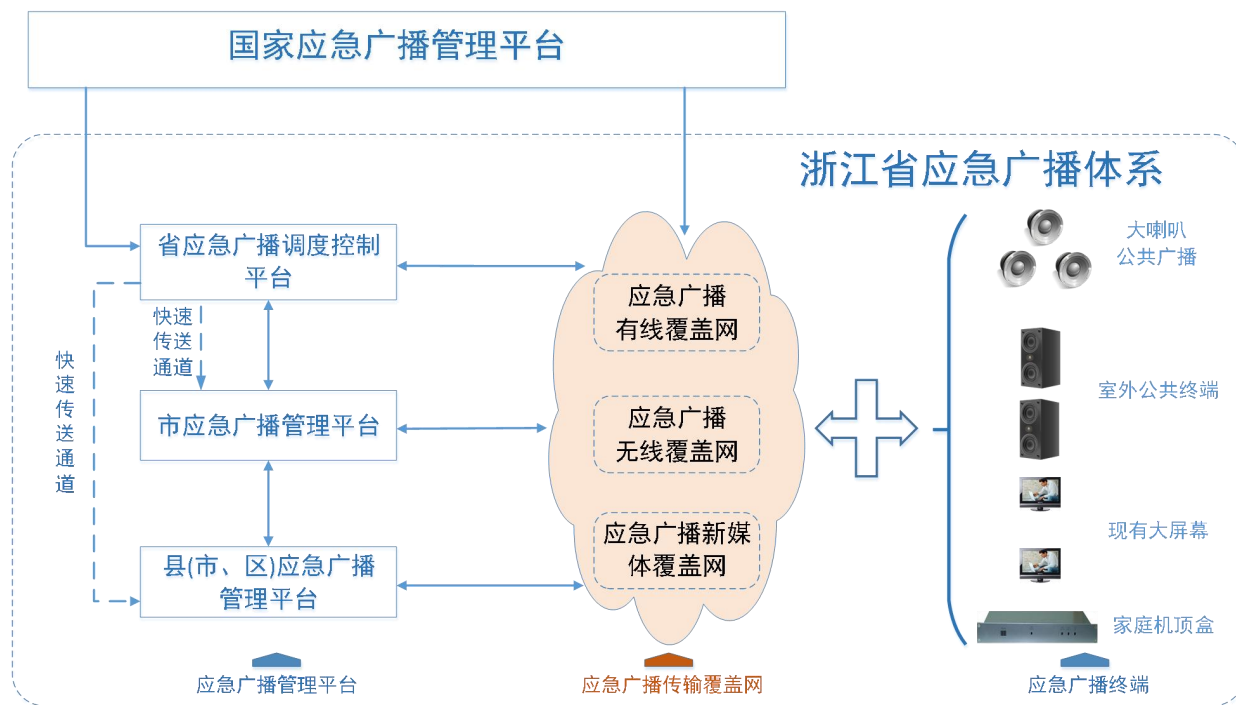 国家应急广播管理平台
浙江省应急广播体系
省应急广播调度控制
平台
快速
传送
通道
快
速
传
送
通
道
市应急广播管理平台
县(市、区)应急广播
管理平台
应急广播管理平台
应急广播
有线覆盖网
应急广播
无线覆盖网
应急广播新媒
体覆盖网
应急广播传输覆盖网
大喇叭
公共广播
室外公共终端
现有大屏幕
家庭机顶盒
应急广播终端